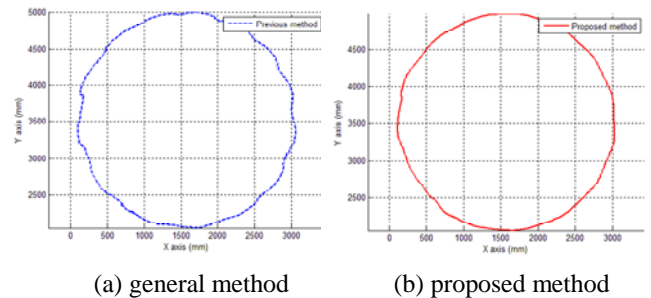 Previous method
5000
4500
4000
3500
3000
2500
Y axis (mm)
0 500 1000 1500 2000 2500 3000
X axis (mm)
(a) general method
Proposed method
5000
4500
4000
3500
3000
2500
Y axis (mm)
0 500 1000 1500 2000 2500 3000
X axis (mm)
(b) proposed method